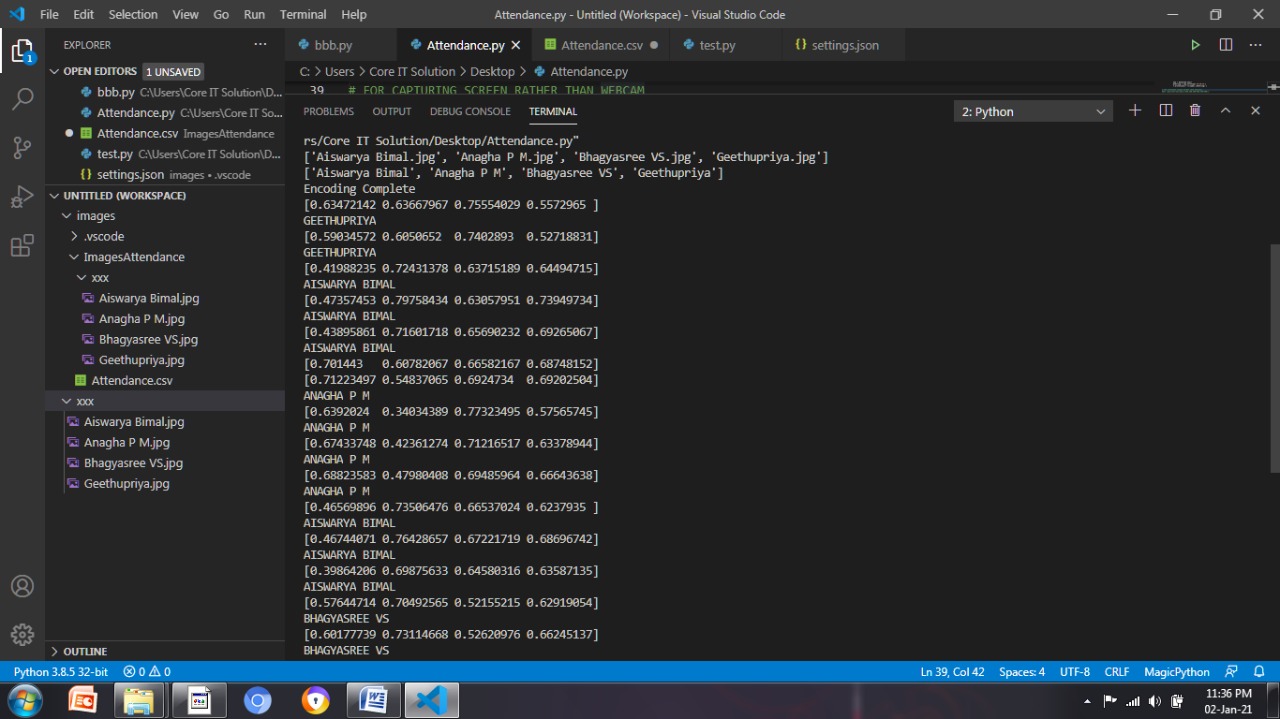 File Edit Selection View Go Run Terminal Help Attendance.py - Untitled (Workspace) - Visual Studio Code
EXPLORER
bbb.py Attendance.py Attendance.csv test.py {} settings.json
OPEN EDITORS 1 UNSAVED
bbb.py C:\Users\Core IT Solution\D...
Attendance.py C:\Users\Core IT So...
Attendance.csv ImagesAttendance
test.py C:\Users\Core IT Solution\D...
{} settings.json images • .vscode
UNTITLED (WORKSPACE)
images
.vscode
ImagesAttendance
xxx
Aiswarya Bimal.jpg
Anagha P M.jpg
Bhagyasree VS.jpg
Geethupriya.jpg
Attendance.csv
xxx
Aiswarya Bimal.jpg
Anagha P M.jpg
Bhagyasree VS.jpg
Geethupriya.jpg
OUTLINE
1
C: > Users > Core IT Solution > Desktop > Attendance.py
39 # FOR CAPTURING SCREEN RATHER THAN WEBCAM
PROBLEMS OUTPUT DEBUG CONSOLE TERMINAL 2: Python
rs/Core IT Solution/Desktop/Attendance.py"
['Aiswarya Bimal.jpg', 'Anagha P M.jpg', 'Bhagyasree VS.jpg', 'Geethupriya.jpg']
['Aiswarya Bimal', 'Anagha P M', 'Bhagyasree VS', 'Geethupriya']
Encoding Complete
[0.63472142 0.63667967 0.75554029 0.5572965 ]
GEETHUPRIYA
[0.59034572 0.6050652  0.7402893  0.52718831]
GEETHUPRIYA
[0.41988235 0.72431378 0.63715189 0.64494715]
AISWARYA BIMAL
[0.47357453 0.79758434 0.63057951 0.73949734]
AISWARYA BIMAL
[0.43895861 0.71601718 0.65690232 0.69265067]
AISWARYA BIMAL
[0.701443   0.60782067 0.66582167 0.68748152]
[0.71223497 0.54837065 0.6924734  0.69202504]
ANAGHA P M
[0.6392024  0.34034389 0.77323495 0.57565745]
ANAGHA P M
[0.67433748 0.42361274 0.71216517 0.63378944]
ANAGHA P M
[0.68823583 0.47980408 0.69485964 0.66643638]
ANAGHA P M
[0.46569896 0.73506476 0.66537024 0.6237935 ]
AISWARYA BIMAL
[0.46744071 0.76428657 0.67221719 0.68696742]
AISWARYA BIMAL
[0.39864206 0.69875633 0.64580316 0.63587135]
AISWARYA BIMAL
[0.57644714 0.70492565 0.52155215 0.62919054]
BHAGYASREE VS
[0.60177739 0.73114668 0.52620976 0.66245137]
BHAGYASREE VS
Python 3.8.5 32-bit 0 0 Ln 39, Col 42 Spaces: 4 UTF-8 CRLF MagicPython
11:36 PM
02-Jan-21